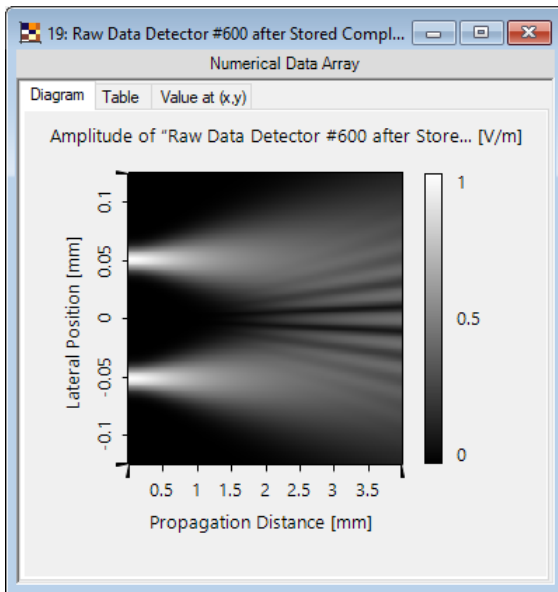 19: Raw Data Detector #600 after Stored Compl...
Numerical Data Array
Diagram Table Value at (x,y)
Amplitude of "Raw Data Detector #600 after Store... [V/m]
0.1
0.05
0
-0.05
-0.1
Lateral Position [mm]
1
0.5
0
0.5 1 1.5 2 2.5 3 3.5
Propagation Distance [mm]